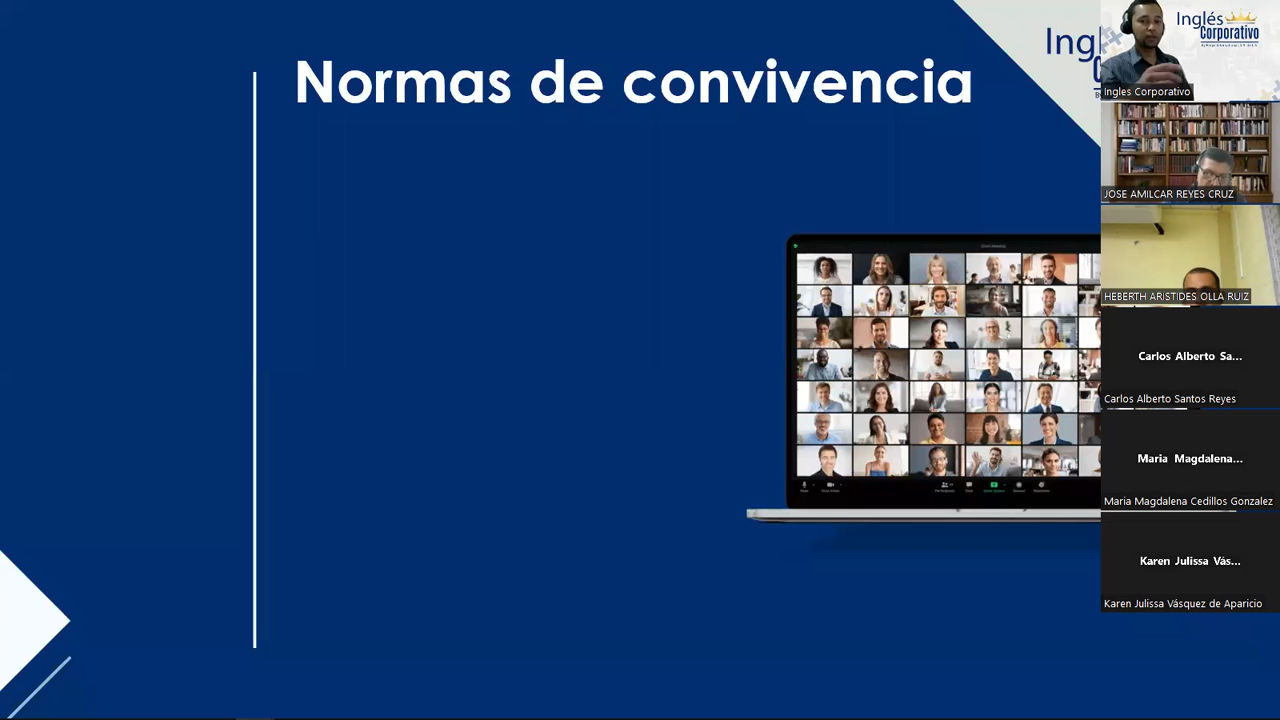 Normas de convivencia
Ing
Inglés
Corporativo
Ingles Corporativo
JOSE AMILCAR REYES CRUZ
HEBERTH ARISTIDES OLLA RUIZ
Carlos Alberto Sa...
Carlos Alberto Santos Reyes
Maria Magdalena...
Maria Magdalena Cedillos Gonzalez
Karen Julissa Vás...
Karen Julissa Vásquez de Aparicio